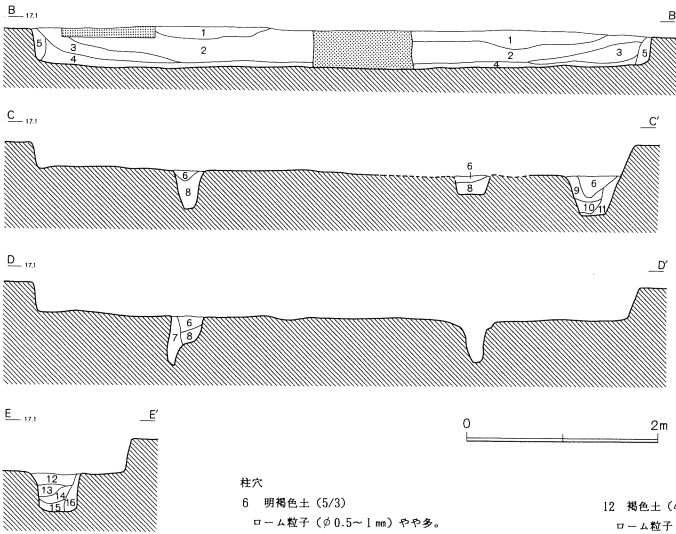 B 17.1 B
5 3 4 1 2 1 2 4 3 5
C 17.1 C′
6 8 6 8 9 6 10 11
D 17.1 D′
7 6 8
E 17.1 E′
12 13 14 16 15
0 2m
柱穴
6 明褐色土（5/3）
ローム粒子（φ0.5〜1㎜）やや多。
12 褐色土（4
ローム粒子